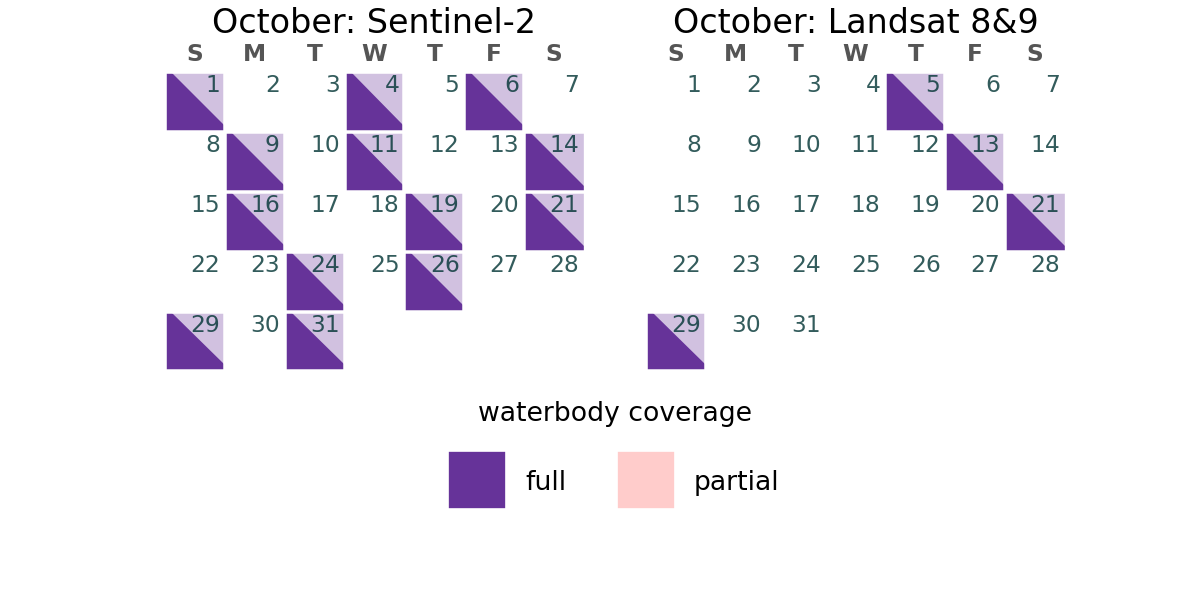 October: Sentinel-2
S M T W T F S
1 2 3 4 5 6 7
8 9 10 11 12 13 14
15 16 17 18 19 20 21
22 23 24 25 26 27 28
29 30 31
October: Landsat 8&9
S M T W T F S
1 2 3 4 5 6 7
8 9 10 11 12 13 14
15 16 17 18 19 20 21
22 23 24 25 26 27 28
29 30 31
waterbody coverage
full partial